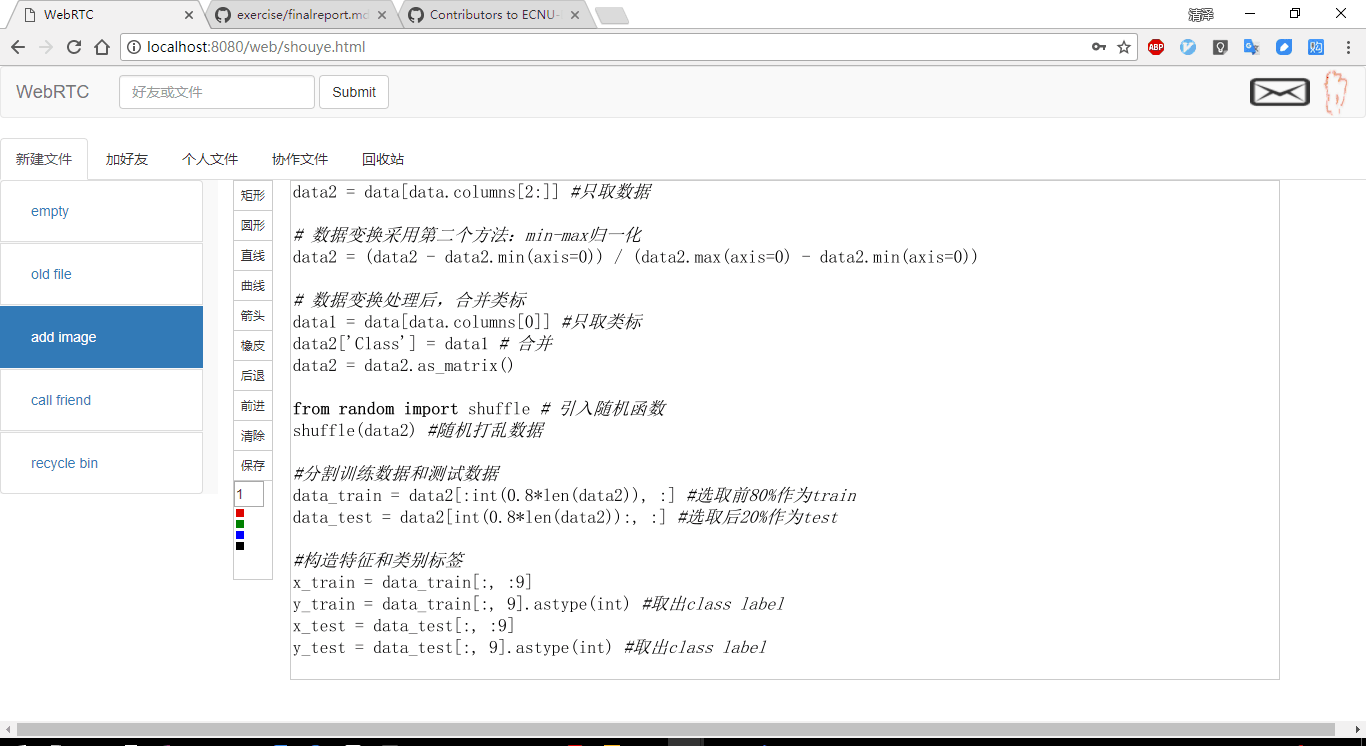 WebRTC
exercise/finalreport.md
Contributors to ECNU-
清泽
localhost:8080/web/shouye.html
ABP
WebRTC
好友或文件
Submit
新建文件
加好友
个人文件
协作文件
回收站
empty
old file
add image
call friend
recycle bin
矩形
圆形
直线
曲线
箭头
橡皮
后退
前进
清除
保存
1
data2 = data[data.columns[2:]] #只取数据
# 数据变换采用第二个方法: min-max归一化
data2 = (data2 - data2.min(axis=0)) / (data2.max(axis=0) - data2.min(axis=0))
# 数据变换处理后，合并类标
data1 = data[data.columns[0]] #只取类标
data2['Class'] = data1 # 合并
data2 = data2.as_matrix()
from random import shuffle # 引入随机函数
shuffle(data2) #随机打乱数据
#分割训练数据和测试数据
data_train = data2[:int(0.8*len(data2)), :] #选取前80%作为train
data_test = data2[int(0.8*len(data2)):, :] #选取后20%作为test
#构造特征和类别标签
x_train = data_train[:, :9]
y_train = data_train[:, 9].astype(int) #取出class label
x_test = data_test[:, :9]
y_test = data_test[:, 9].astype(int) #取出class label